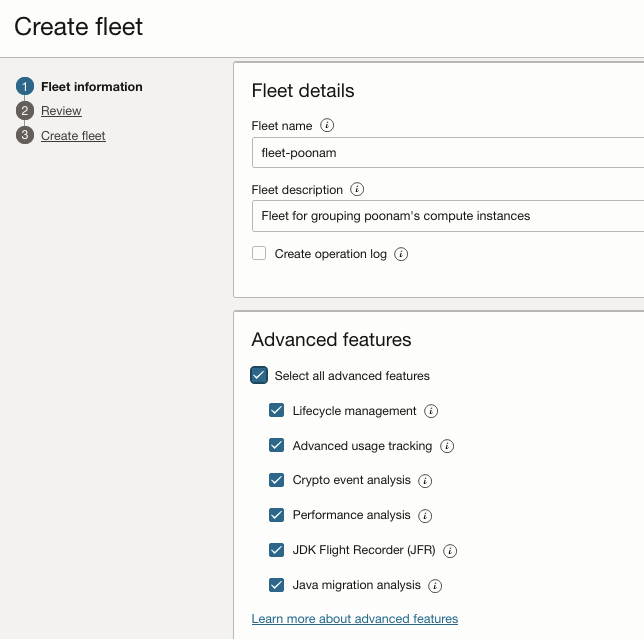 Create fleet
1 Fleet information
2 Review
3 Create fleet
Fleet details
Fleet name i
fleet-poonam
Fleet description i
Fleet for grouping poonam's compute instances
Create operation log i
Advanced features
Select all advanced features
Lifecycle management i
Advanced usage tracking i
Crypto event analysis i
Performance analysis i
JDK Flight Recorder (JFR) i
Java migration analysis i
Learn more about advanced features